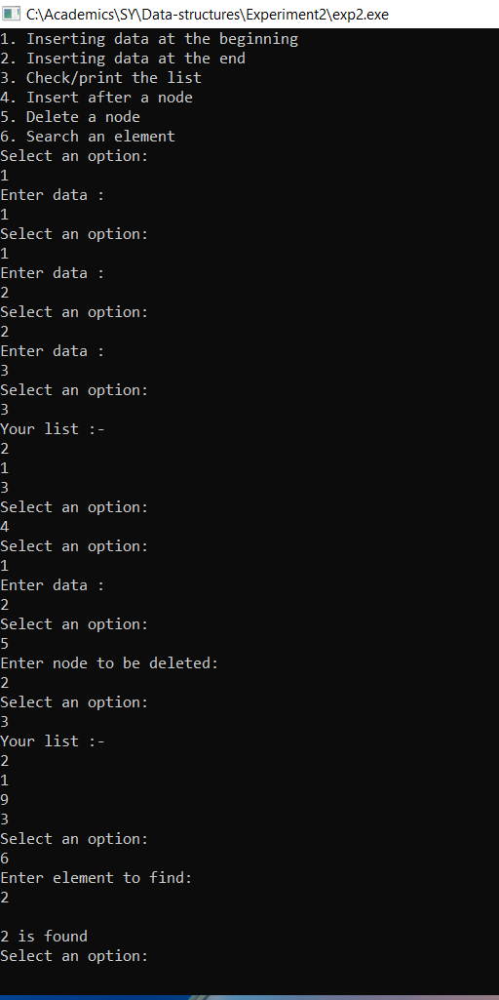 C:\Academics\SY\Data-structures\Experiment2\exp2.exe
1. Inserting data at the beginning
2. Inserting data at the end
3. Check/print the list
4. Insert after a node
5. Delete a node
6. Search an element
Select an option:
1
Enter data :
1
Select an option:
1
Enter data :
2
Select an option:
2
Enter data :
3
Select an option:
3
Your list :-
2
1
3
Select an option:
4
Select an option:
1
Enter data :
2
Select an option:
5
Enter node to be deleted:
2
Select an option:
3
Your list :-
2
1
9
3
Select an option:
6
Enter element to find:
2

2 is found
Select an option: